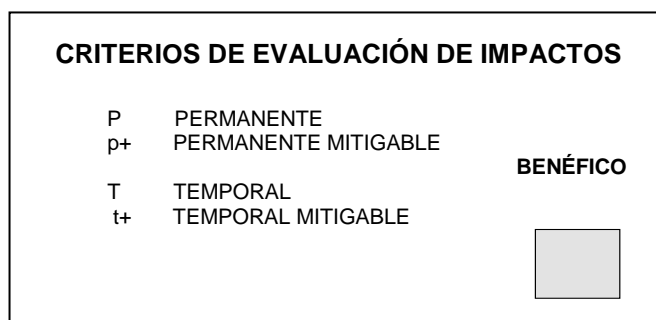 CRITERIOS DE EVALUACIÓN DE IMPACTOS
P PERMANENTE
p+ PERMANENTE MITIGABLE
BENÉFICO
T TEMPORAL
t+ TEMPORAL MITIGABLE